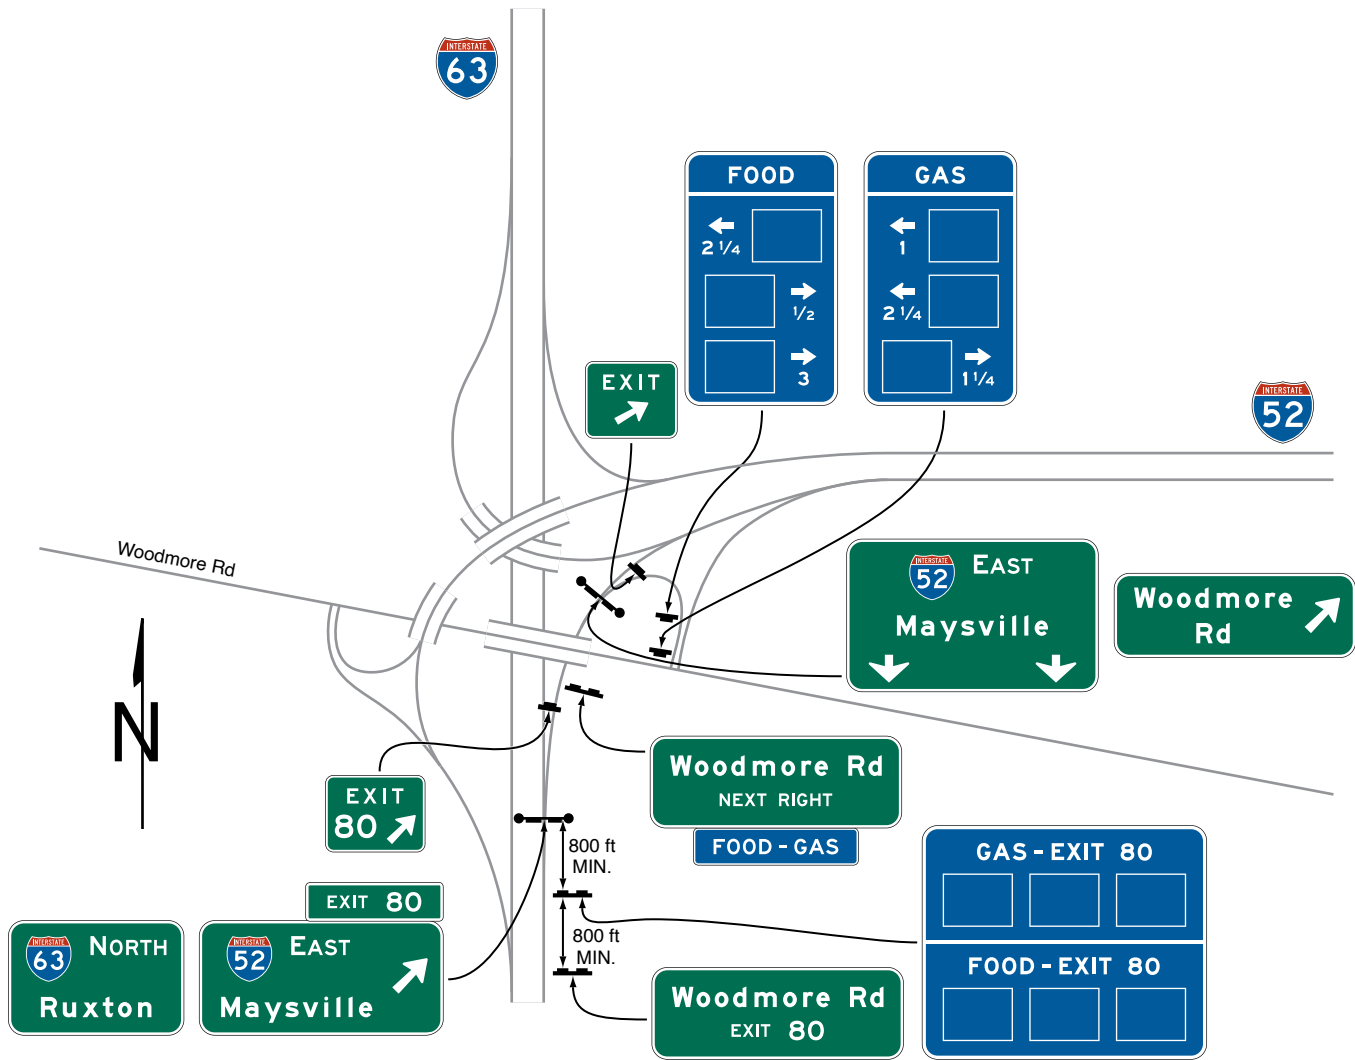 INTERSTATE
63
FOOD
2 1/4
1/2
3
GAS
1
2 1/4
1 1/4
EXIT
INTERSTATE
52
Woodmore Rd
INTERSTATE
52
EAST
Maysville
Woodmore
Rd
N
Woodmore Rd
NEXT RIGHT
FOOD - GAS
EXIT
80
800 ft
MIN.
GAS - EXIT 80
FOOD - EXIT 80
EXIT 80
INTERSTATE
63
NORTH
Ruxton
INTERSTATE
52
EAST
Maysville
800 ft
MIN.
Woodmore Rd
EXIT 80